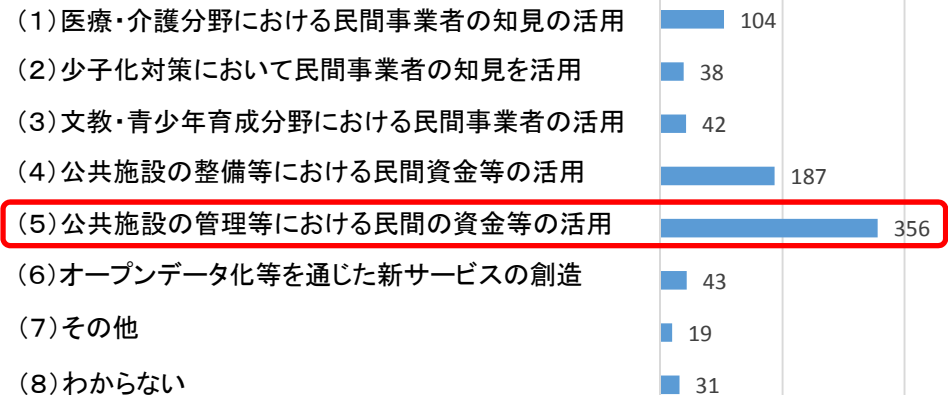 (1)医療・介護分野における民間事業者の知見の活用 104
(2)少子化対策において民間事業者の知見を活用 38
(3)文教・青少年育成分野における民間事業者の活用 42
(4)公共施設の整備等における民間資金等の活用 187
(5)公共施設の管理等における民間の資金等の活用 356
(6)オープンデータ化等を通じた新サービスの創造 43
(7)その他 19
(8)わからない 31